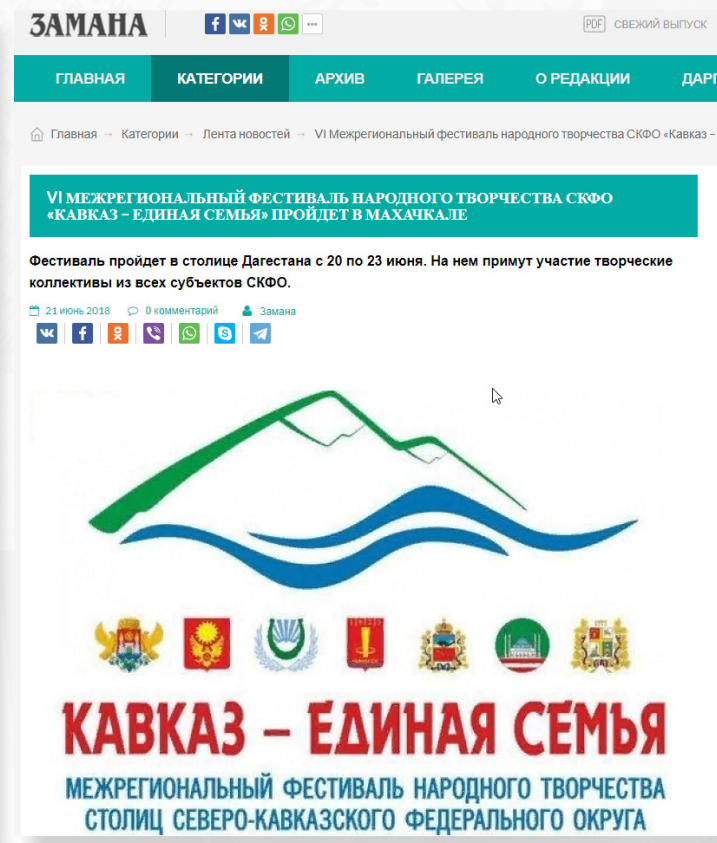 ЗАМАНА
PDF СВЕЖИЙ ВЫПУСК
ГЛАВНАЯ КАТЕГОРИИ АРХИВ ГАЛЕРЕЯ О РЕДАКЦИИ ДАРГ
Главная → Категории → Лента новостей → VI Межрегиональный фестиваль народного творчества СКФО «Кавказ –
VI МЕЖРЕГИОНАЛЬНЫЙ ФЕСТИВАЛЬ НАРОДНОГО ТВОРЧЕСТВА СКФО
«КАВКАЗ – ЕДИНАЯ СЕМЬЯ» ПРОЙДЕТ В МАХАЧКАЛЕ
Фестиваль пройдет в столице Дагестана с 20 по 23 июня. На нем примут участие творческие
коллективы из всех субъектов СКФО.
21 июнь 2018 0 комментарий Замана
КАВКАЗ – ЕДИНАЯ СЕМЬЯ
МЕЖРЕГИОНАЛЬНЫЙ ФЕСТИВАЛЬ НАРОДНОГО ТВОРЧЕСТВА
СТОЛИЦ СЕВЕРО-КАВКАЗСКОГО ФЕДЕРАЛЬНОГО ОКРУГА